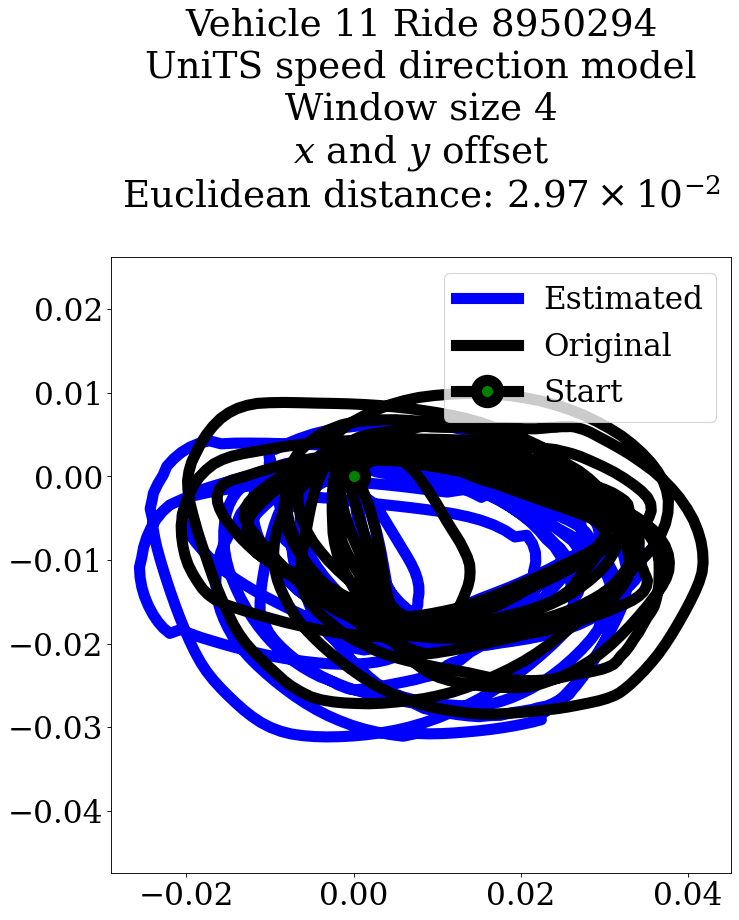 Vehicle 11 Ride 8950294
UniTS speed direction model
Window size 4
x and y offset
Euclidean distance: 2.97 × 10⁻²
Estimated
Original
Start
0.02
0.01
0.00
−0.01
−0.02
−0.03
−0.04
−0.02 0.00 0.02 0.04